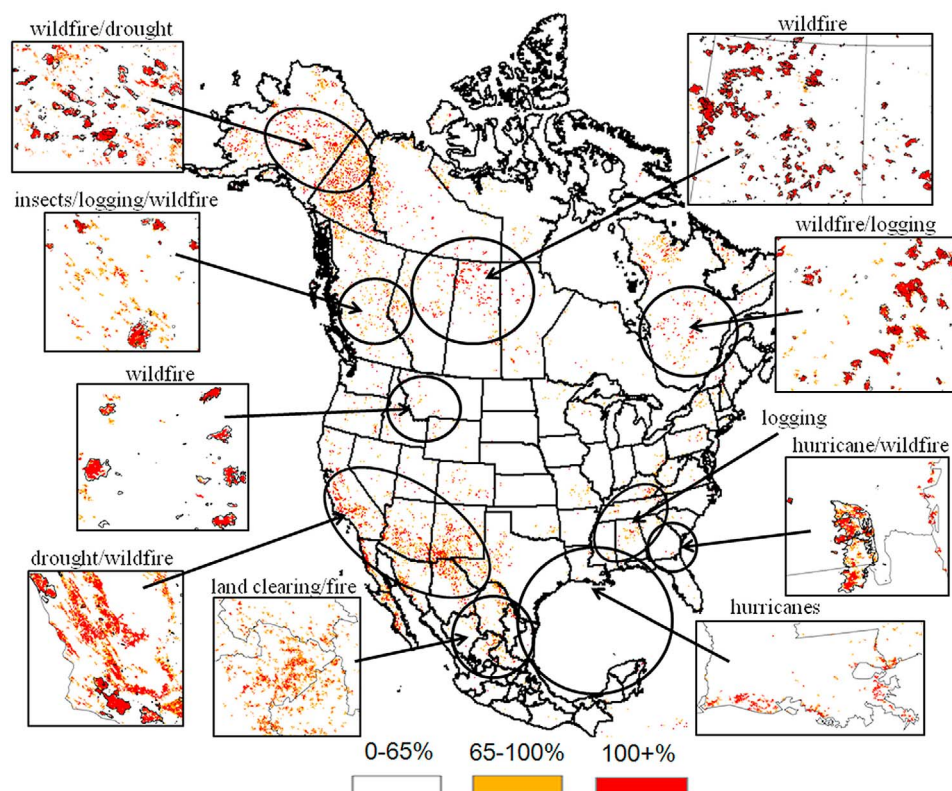 wildfire/drought
wildfire
insects/logging/wildfire
wildfire/logging
wildfire
logging
hurricane/wildfire
drought/wildfire
land clearing/fire
hurricanes
0-65%
65-100%
100+%